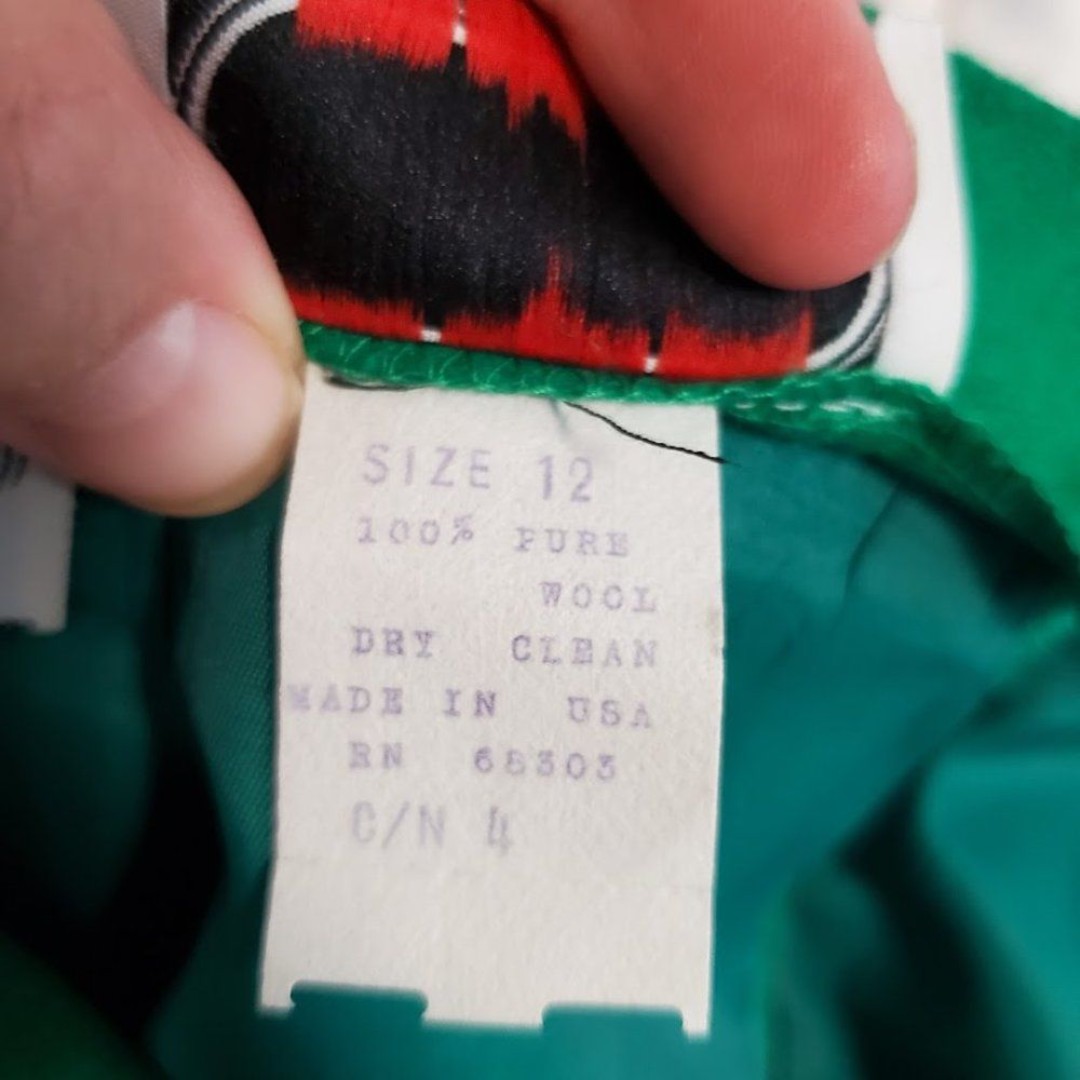 SIZE 12
100% PURE
WOOL
DRY CLEAN
MADE IN USA
RN 68303
C/N 4